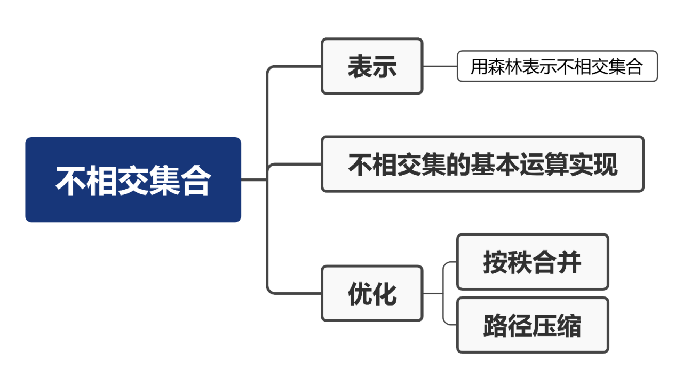 不相交集合
表示
用森林表示不相交集合
不相交集的基本运算实现
优化
按秩合并
路径压缩